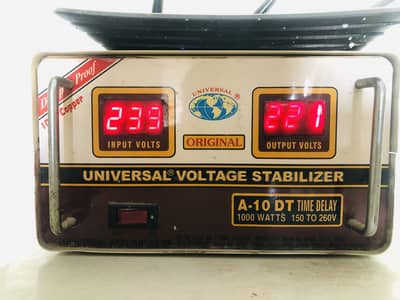 Proof
Copper
UNIVERSAL ®
239
INPUT VOLTS
ORIGINAL
221
OUTPUT VOLTS
UNIVERSAL® VOLTAGE STABILIZER
A-10 DT TIME DELAY
1000 WATTS 150 TO 260V